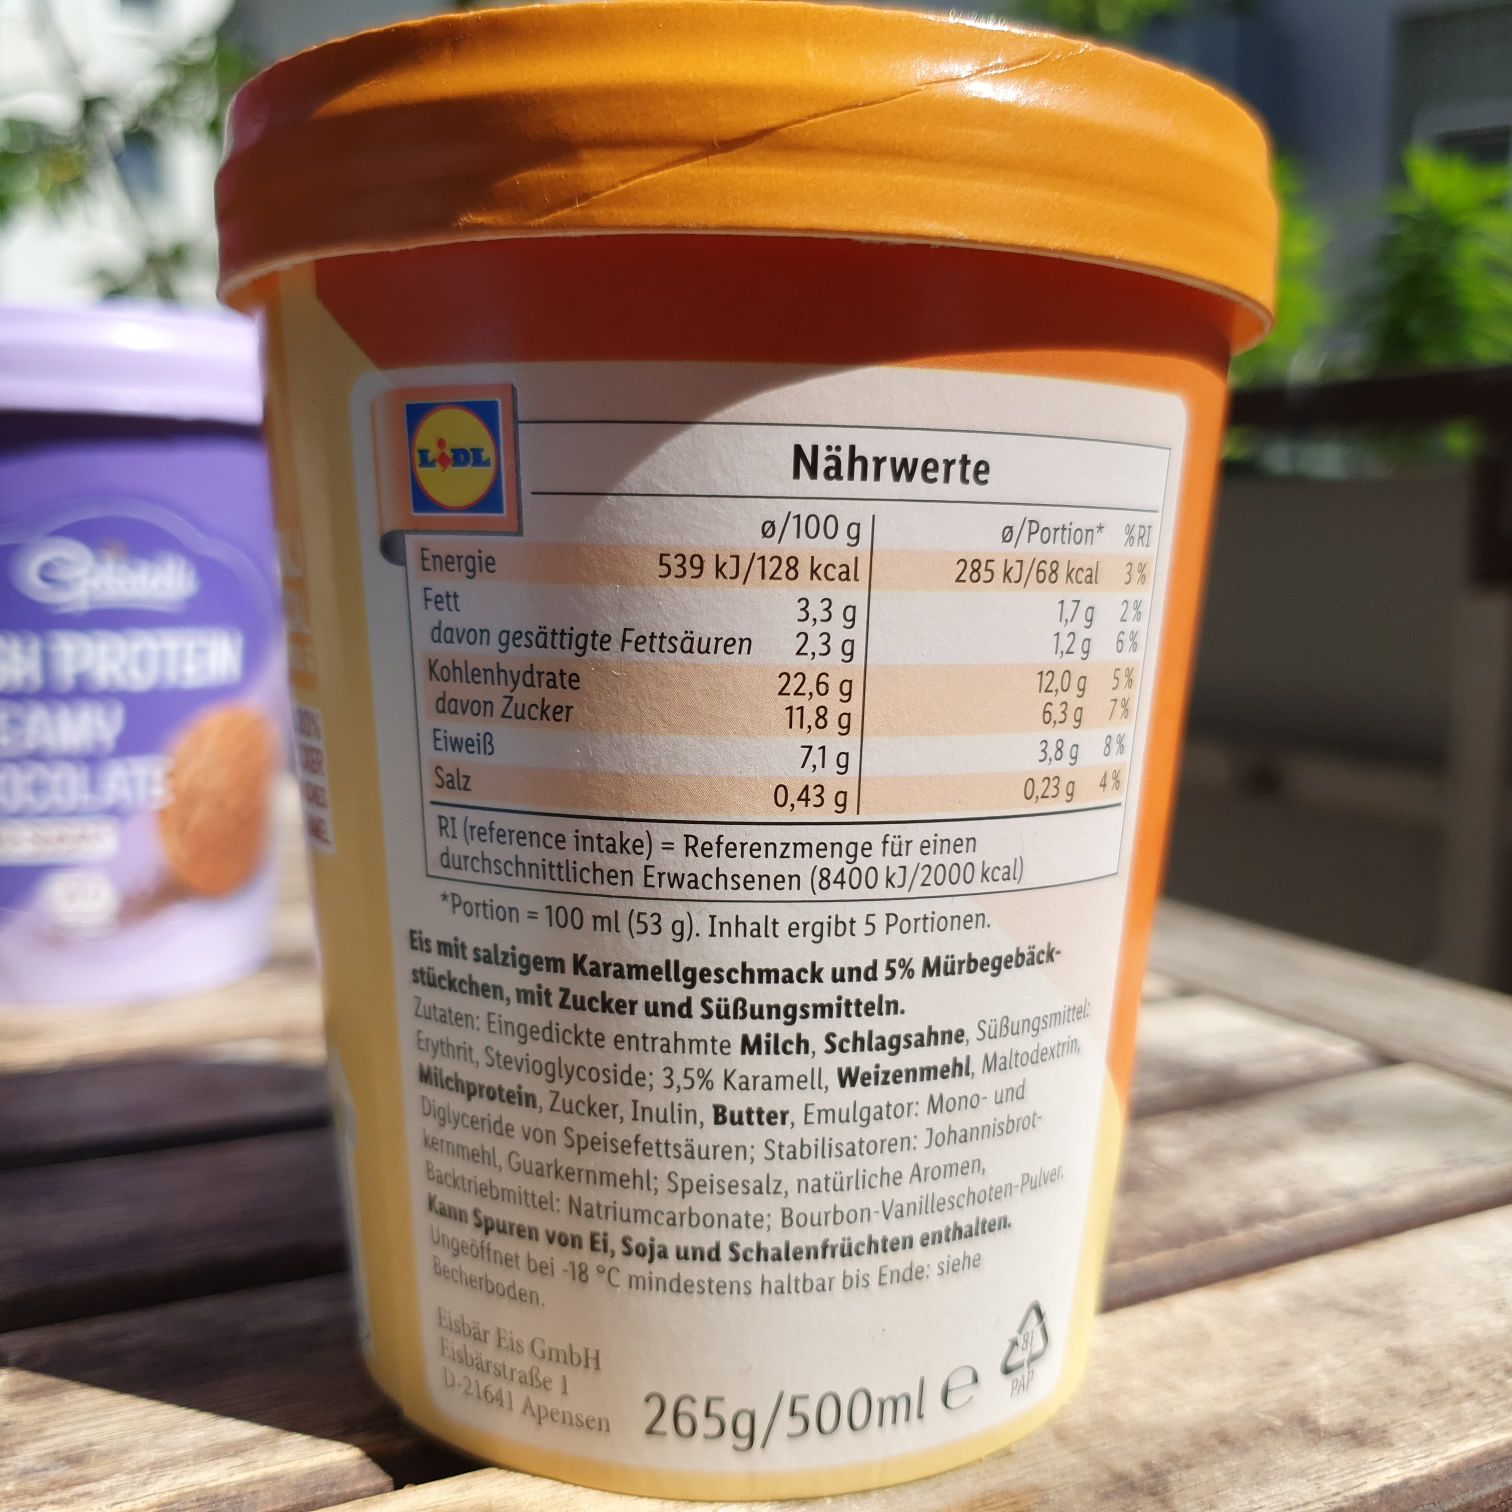 LIDL
Nährwerte
ø/100 g ø/Portion* %RI
Energie 539 kJ/128 kcal 285 kJ/68 kcal 3%
Fett 3,3 g 1,7 g 2%
davon gesättigte Fettsäuren 2,3 g 1,2 g 6%
Kohlenhydrate 22,6 g 12,0 g 5%
davon Zucker 11,8 g 6,3 g 7%
Eiweiß 7,1 g 3,8 g 8%
Salz 0,43 g 0,23 g 4%
RI (reference intake) = Referenzmenge für einen
durchschnittlichen Erwachsenen (8400 kJ/2000 kcal)
*Portion = 100 ml (53 g). Inhalt ergibt 5 Portionen.
Eis mit salzigem Karamellgeschmack und 5% Mürbegebäck-
stückchen, mit Zucker und Süßungsmitteln.
Zutaten: Eingedickte entrahmte Milch, Schlagsahne, Süßungsmittel:
Erythrit, Stevioglycoside; 3,5% Karamell, Weizenmehl, Maltodextrin,
Milchprotein, Zucker, Inulin, Butter, Emulgator: Mono- und
Diglyceride von Speisefettsäuren; Stabilisatoren: Johannisbrot-
kernmehl, Guarkernmehl; Speisesalz, natürliche Aromen,
Backtriebmittel: Natriumcarbonate; Bourbon-Vanilleschoten-Pulver.
Kann Spuren von Ei, Soja und Schalenfrüchten enthalten.
Ungeöffnet bei -18 °C mindestens haltbar bis Ende: siehe
Becherboden.
Eisbär Eis GmbH
Eisbärstraße 1
D-21641 Apensen
265g/500ml e
81
PAP
PROTEIN